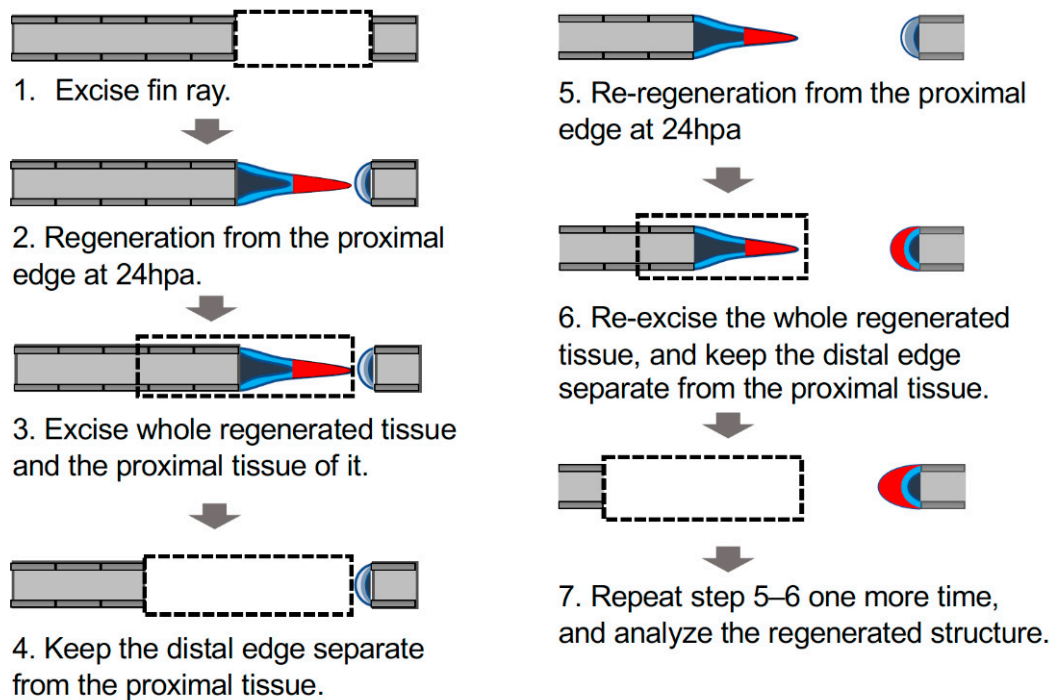 1. Excise fin ray.
2. Regeneration from the proximal
edge at 24hpa.
3. Excise whole regenerated tissue
and the proximal tissue of it.
4. Keep the distal edge separate
from the proximal tissue.
5. Re-regeneration from the proximal
edge at 24hpa
6. Re-excise the whole regenerated
tissue, and keep the distal edge
separate from the proximal tissue.
7. Repeat step 5–6 one more time,
and analyze the regenerated structure.